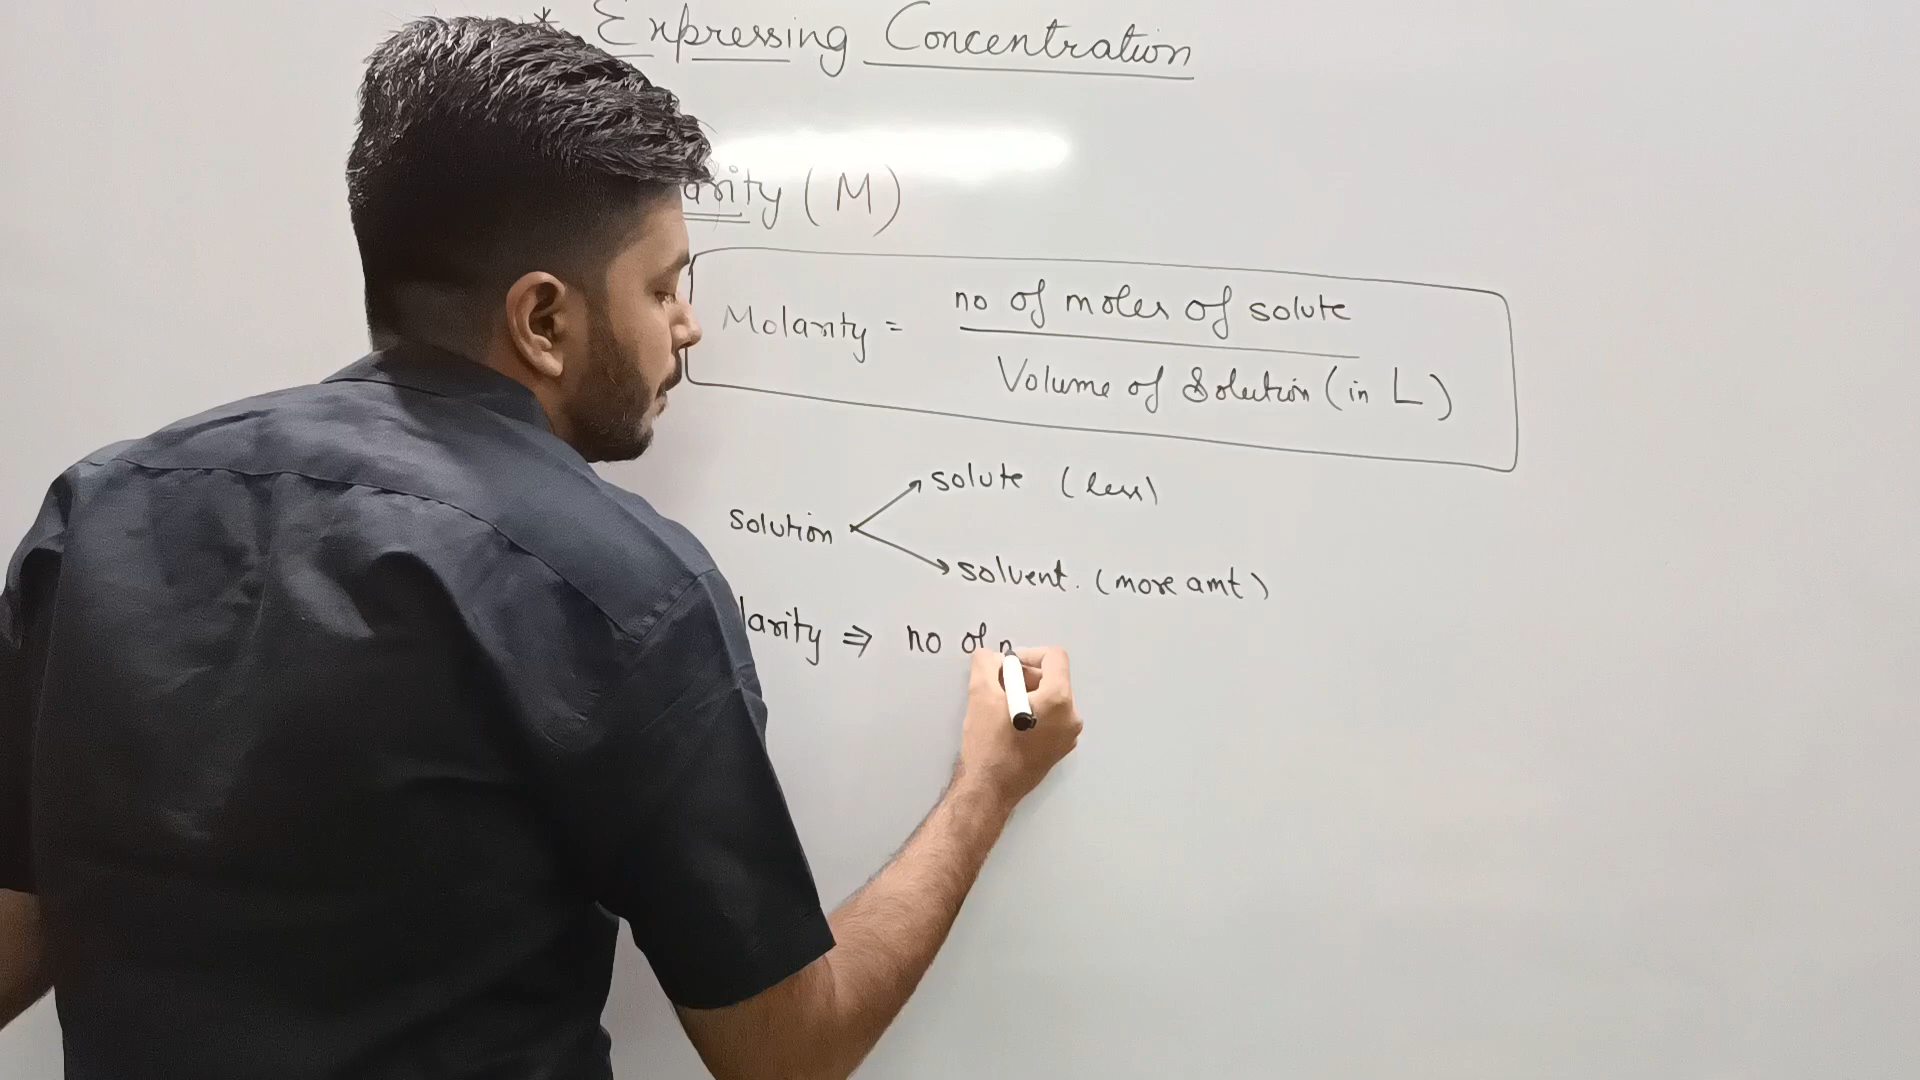 * Expressing Concentration
arity (M)
Molarity = no of moles of solute
Volume of Solution (in L)
solute (less)
solution
solvent. (more amt)
larity ⇒ no of